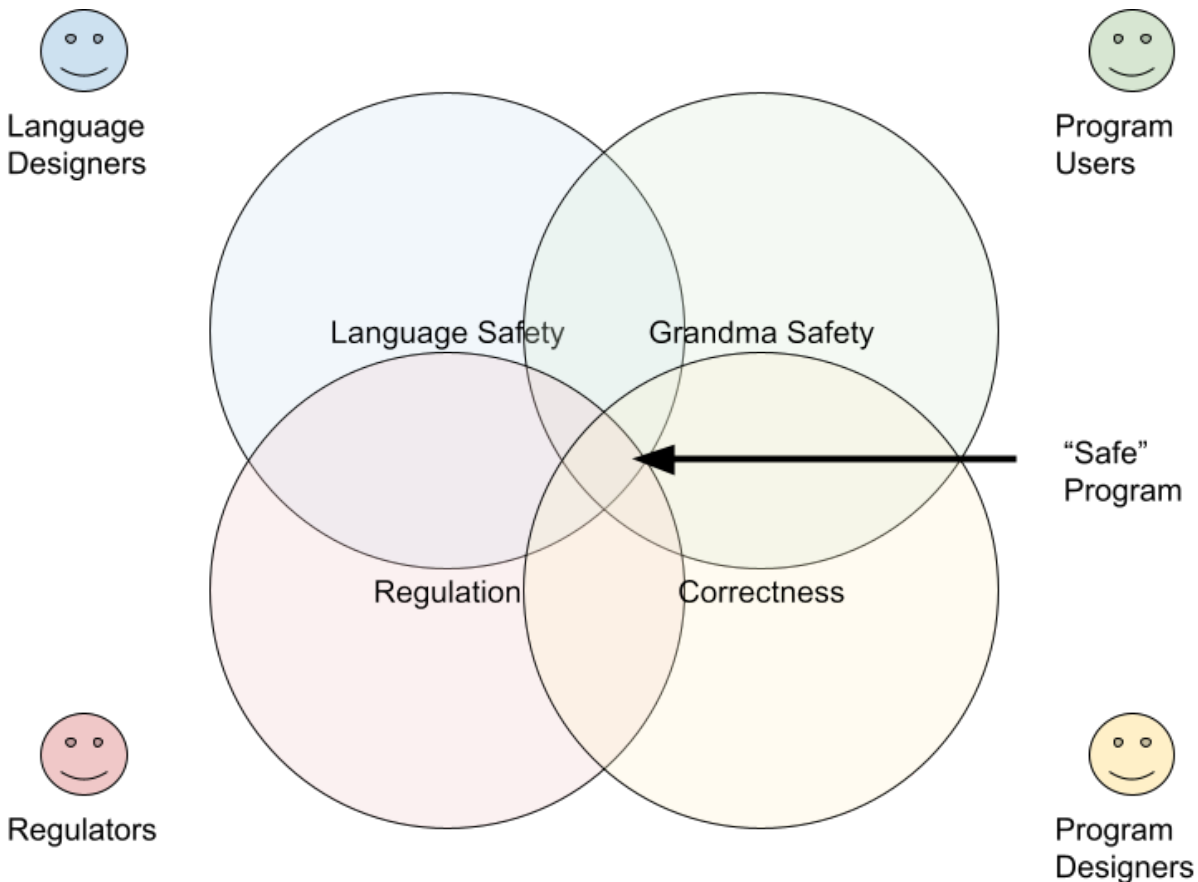 Language
Designers
Program
Users
Language Safety
Grandma Safety
“Safe”
Program
Regulation
Correctness
Regulators
Program
Designers